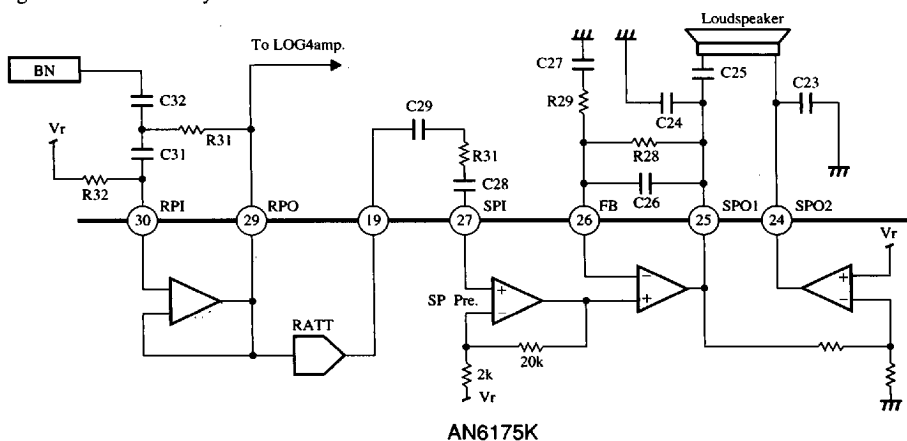 Loudspeaker
To LOG4amp.
BN
C32
Vr
R31
C31
R32
C29
R31
C28
C27
R29
C24
C25
C23
R28
C26
30 RPI
29 RPO
19
27 SPI
26 FB
25 SPO1
24 SPO2
Vr
SP Pre.
RATT
20k
2k
Vr
+
−
−
+
+
−
AN6175K